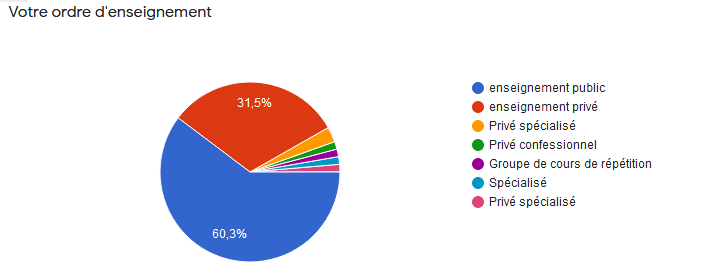 Votre ordre d'enseignement
31,5%
60,3%
enseignement public
enseignement privé
Privé spécialisé
Privé confessionnel
Groupe de cours de répétition
Spécialisé
Privé spécialisé